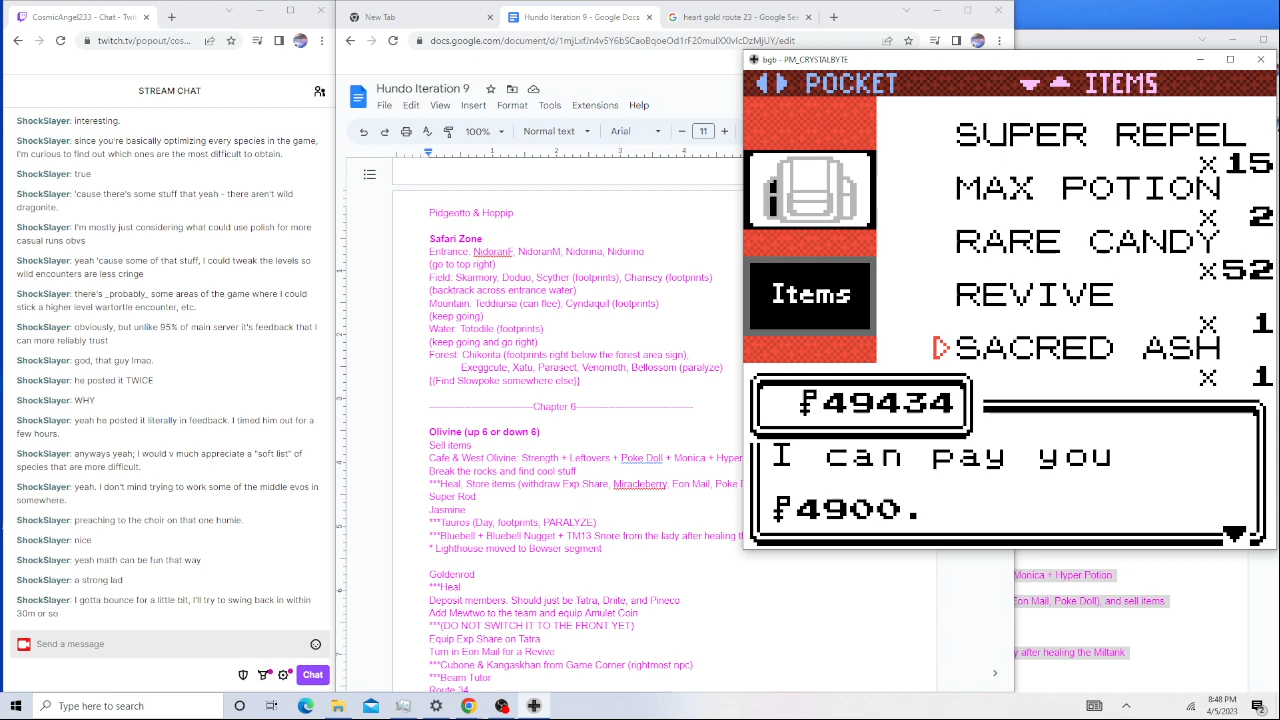 CosmicAngel233 - Chat - Twi
twitch.tv/popout/cos...
STREAM CHAT
ShockSlayer: interesting.
ShockSlayer: since you're basically optimizing every species in the game,
I'm curious to find out which ones are the most difficult to obtain.
ShockSlayer: true
ShockSlayer: 'cause there's some stuff that yeah - there aren't wild
dragonite.
ShockSlayer: I'm mostly just considering what could use polish for more
casual runs obvs
ShockSlayer: yeah 'cause of some of that stuff, I could tweak the levels so
wild encounters are less cringe
ShockSlayer: there's _probably_ some areas of the game where I could
stick a higher level wartortle encounter, etc.
ShockSlayer: obviously, but unlike 95% of main server it's feedback that I
can more reliably trust
ShockSlayer: god, that guy lmao.
ShockSlayer: he posted it TWICE
ShockSlayer: WHY
ShockSlayer: yeah he posted it literally in feedback. I timed him out for a
few hours.
ShockSlayer: anyways yeah; I would v much appreciate a "soft list" of
species that are more difficult.
ShockSlayer: yeah. I don't mind trying to work some of the middle evos in
somewhere.
ShockSlayer: preaching to the choir on that one homie.
ShockSlayer: nice
ShockSlayer: yeah math can be fun that way
ShockSlayer: a strong lad
ShockSlayer: I gotta bounce for a little bit, I'll try to swing back in within
30m or so
Send a message
Chat
New Tab
Hundo Iteration 9 - Google Docs
heart gold route 23 - Google Sea
docs.google.com/document/d/1mjLxfJn4v5Y6bSCaoBqoeOd1rF20muIXXlvIcDzMjUY/edit
Hundo Iteration 9
File Edit View Insert Format Tools Extensions Help
100% Normal text Arial 11
1 2 3 4
Pidgeotto & Hoppip
Safari Zone
Entrance: NidoranF, NidoranM, Nidorina, Nidorino
(go to top right)
Field: Skarmory, Doduo, Scyther (footprints), Chansey (footprints)
(backtrack across entrance water)
Mountain: Teddiursa (can flee), Cyndaquil (footprints)
(keep going)
Water: Totodile (footprints)
(keep going and go right)
Forest: Chikorita (footprints right below the forest area sign),
Exeggcute, Xatu, Parasect, Venomoth, Bellossom (paralyze)
{{Find Slowpoke somewhere else}}
Chapter 6
Olivine (up 6 or down 6)
Sell items
Cafe & West Olivine: Strength + Leftovers + Poke Doll + Monica + Hyper
Break the rocks and find cool stuff
***Heal, Store items (withdraw Exp Share, Miracleberry, Eon Mail, Poke D
Super Rod
Jasmine
***Tauros (Day, footprints, PARALYZE)
***Bluebell + Bluebell Nugget + TM13 Snore from the lady after healing th
* Lighthouse moved to Bowser segment
Goldenrod
***Heal
Deposit members. Should just be Tatra, Dnite, and Pineco
Add Mewtwo to the team and equip Amulet Coin
***(DO NOT SWITCH IT TO THE FRONT YET)
Equip Exp Share on Tatra
Turn in Eon Mail for a Revive
***Cubone & Kangaskhan from Game Corner (rightmost npc)
***Beam Tutor
Route 34
Monica + Hyper Potion
Eon Mail, Poke Doll), and sell items
y after healing the Miltank
bgb - PM_CRYSTALBYTE
POCKET ITEMS
SUPER REPEL
×15
MAX POTION
× 2
RARE CANDY
×52
REVIVE
× 1
SACRED ASH
× 1
Items
₽49434
I can pay you
₽4900.
Type here to search
8:48 PM
4/5/2023
2